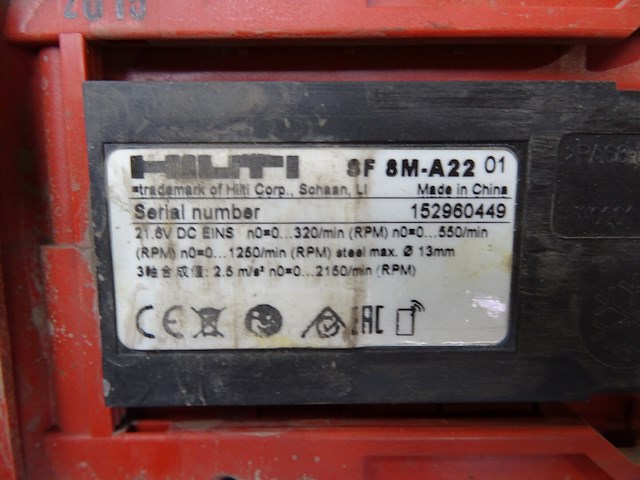 HILTI
SF 8M-A22 01
=trademark of Hilti Corp., Schaan, LI
Made in China
Serial number
152960449
21.6V DC EINS n0=0...320/min (RPM) n0=0...550/min
(RPM) n0=0...1250/min (RPM) steel max. Ø 13mm
3軸合成値: 2.5 m/s² n0=0...2150/min (RPM)
CE
EAC